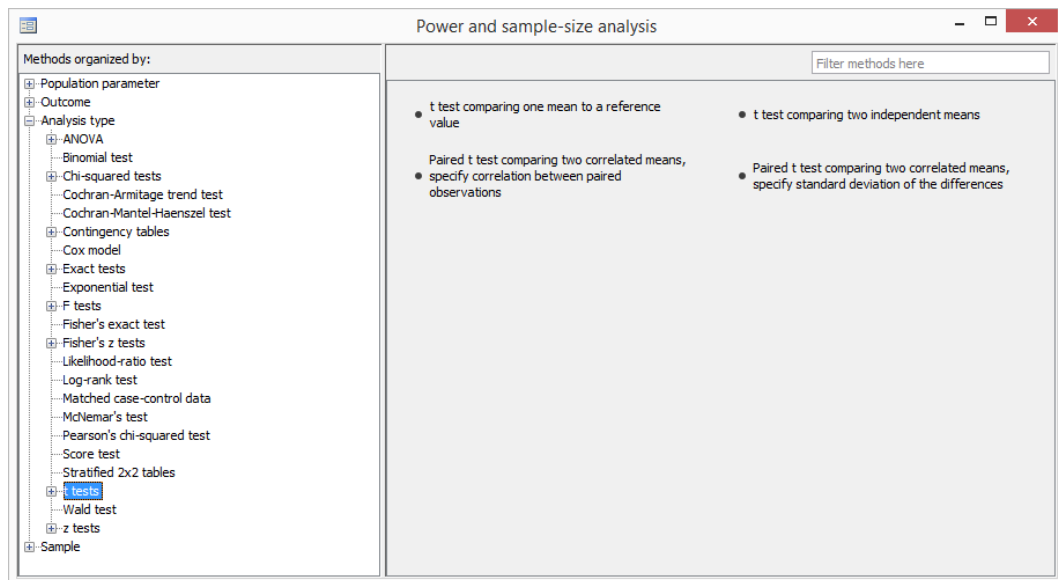 Power and sample-size analysis
Methods organized by:
Filter methods here
Population parameter
Outcome
Analysis type
ANOVA
Binomial test
Chi-squared tests
Cochran-Armitage trend test
Cochran-Mantel-Haenszel test
Contingency tables
Cox model
Exact tests
Exponential test
F tests
Fisher's exact test
Fisher's z tests
Likelihood-ratio test
Log-rank test
Matched case-control data
McNemar's test
Pearson's chi-squared test
Score test
Stratified 2x2 tables
t tests
Wald test
z tests
Sample
t test comparing one mean to a reference
value
t test comparing two independent means
Paired t test comparing two correlated means,
specify correlation between paired
observations
Paired t test comparing two correlated means,
specify standard deviation of the differences